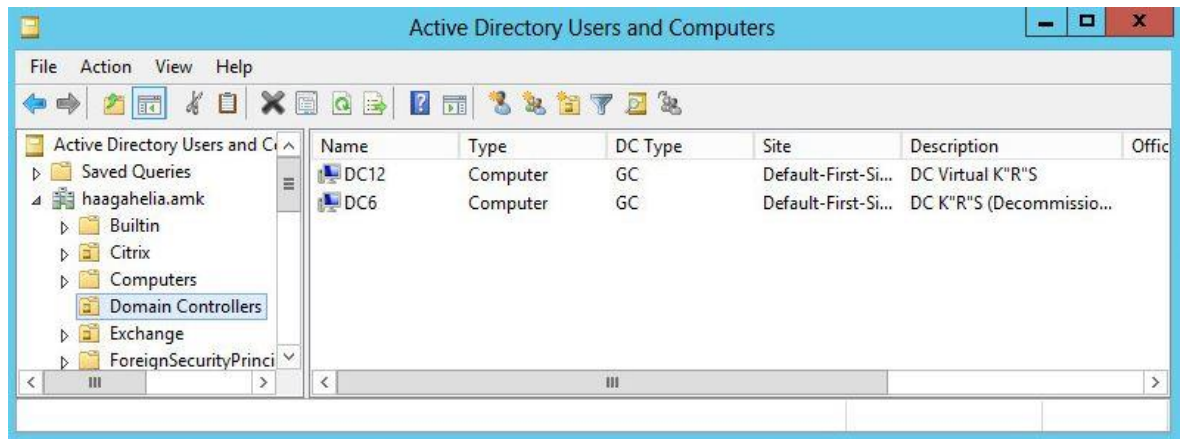 Active Directory Users and Computers
File Action View Help
Active Directory Users and Co
Saved Queries
haagahelia.amk
Builtin
Citrix
Computers
Domain Controllers
Exchange
ForeignSecurityPrinci
Name Type DC Type Site Description Offic
DC12 Computer GC Default-First-Si... DC Virtual K"R"S
DC6 Computer GC Default-First-Si... DC K"R"S (Decommissio...